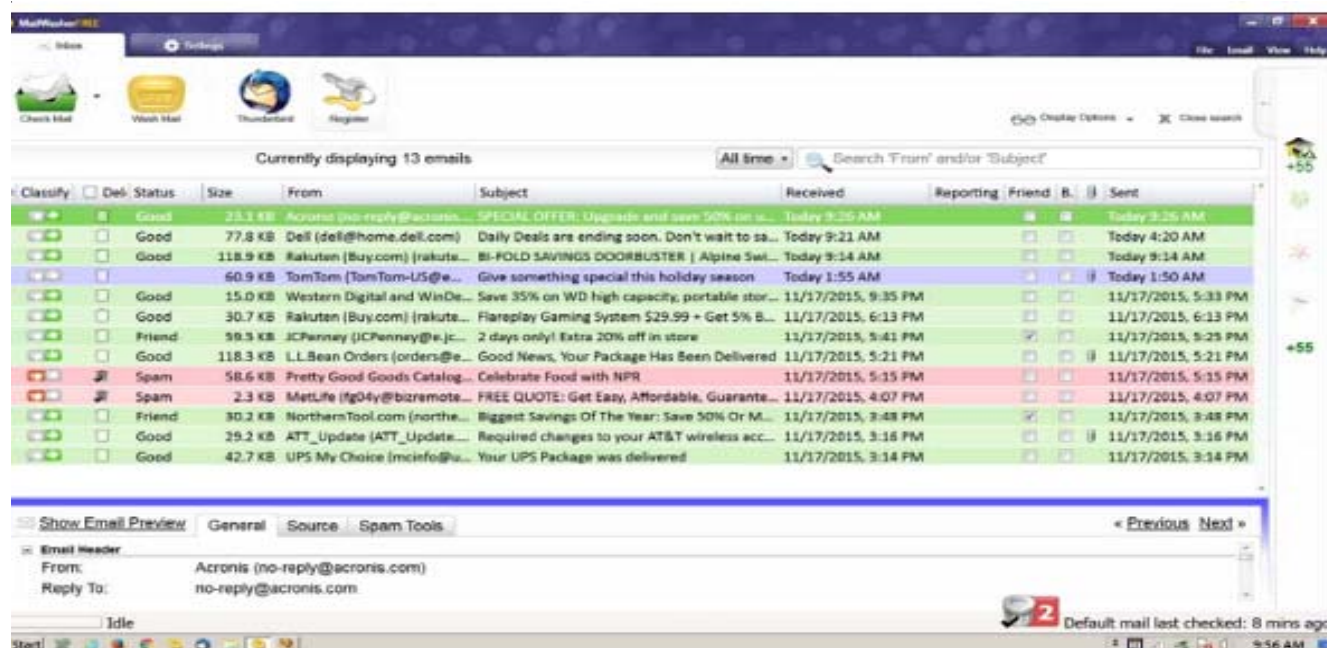 MailWasher FREE
Inbox Settings
File Email View Help
Check Mail Wash Mail Thunderbird Register
Display Options Close search
Currently displaying 13 emails All time Search 'From' and/or 'Subject'
+55
Classify Del Status Size From Subject Received Reporting Friend B. Sent
Good 23.1 KB Acronis (no-reply@acronis.... SPECIAL OFFER: Upgrade and save 50% on u... Today 9:26 AM Today 9:26 AM
Good 77.8 KB Dell (dell@home.dell.com) Daily Deals are ending soon. Don't wait to sa... Today 9:21 AM Today 4:20 AM
Good 118.9 KB Rakuten (Buy.com) (rakute... BI-FOLD SAVINGS DOORBUSTER | Alpine Swi... Today 9:14 AM Today 9:14 AM
60.9 KB TomTom (TomTom-US@e... Give something special this holiday season Today 1:55 AM Today 1:50 AM
Good 15.0 KB Western Digital and WinDe... Save 35% on WD high capacity, portable stor... 11/17/2015, 9:35 PM 11/17/2015, 5:33 PM
Good 30.7 KB Rakuten (Buy.com) (rakute... Flareplay Gaming System $29.99 + Get 5% B... 11/17/2015, 6:13 PM 11/17/2015, 6:13 PM
Friend 59.5 KB JCPenney (JCPenney@e.jc... 2 days only! Extra 20% off in store 11/17/2015, 5:41 PM 11/17/2015, 5:25 PM
Good 118.3 KB L.L.Bean Orders (orders@e... Good News, Your Package Has Been Delivered 11/17/2015, 5:21 PM 11/17/2015, 5:21 PM
+55
Spam 58.6 KB Pretty Good Goods Catalog... Celebrate Food with NPR 11/17/2015, 5:15 PM 11/17/2015, 5:15 PM
Spam 2.3 KB MetLife (fg04y@bizremote... FREE QUOTE: Get Easy, Affordable, Guarante... 11/17/2015, 4:07 PM 11/17/2015, 4:07 PM
Friend 30.2 KB NorthernTool.com (northe... Biggest Savings Of The Year: Save 50% Or M... 11/17/2015, 3:48 PM 11/17/2015, 3:48 PM
Good 29.2 KB ATT_Update (ATT_Update.... Required changes to your AT&T wireless acc... 11/17/2015, 3:16 PM 11/17/2015, 3:16 PM
Good 42.7 KB UPS My Choice (mcinfo@u... Your UPS Package was delivered 11/17/2015, 3:14 PM 11/17/2015, 3:14 PM
Show Email Preview General Source Spam Tools « Previous Next »
Email Header
From: Acronis (no-reply@acronis.com)
Reply To: no-reply@acronis.com
Idle 2 Default mail last checked: 8 mins ago
Start 9:56 AM